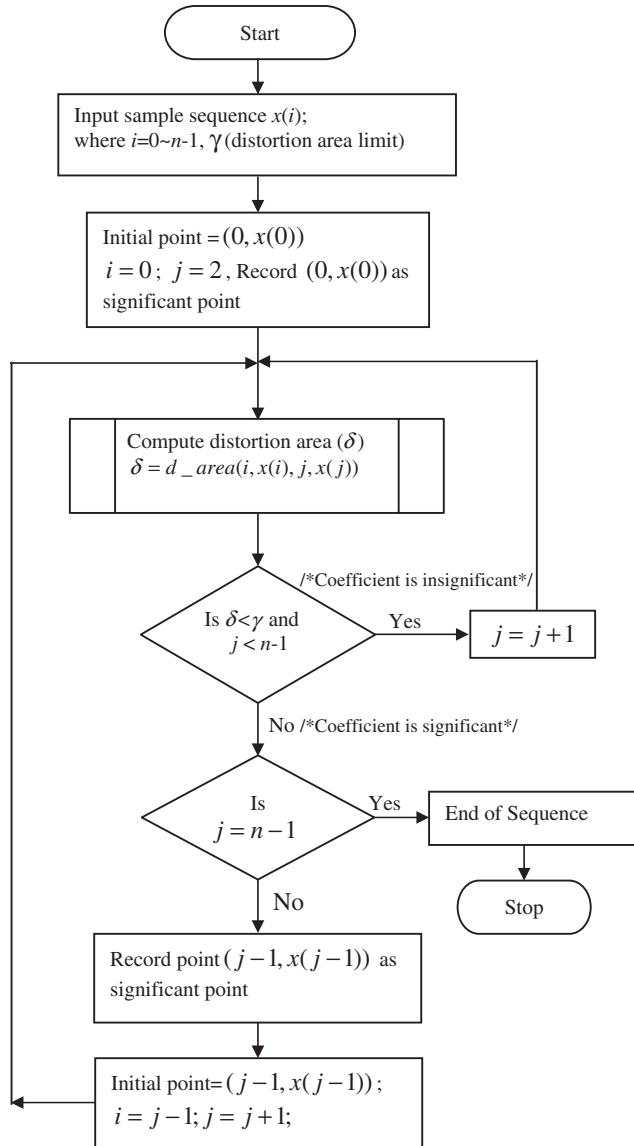 Start
Input sample sequence x(i);
where i=0~n-1, γ (distortion area limit)
Initial point = (0, x(0))
i = 0 ; j = 2 , Record (0, x(0)) as
significant point
Compute distortion area (δ)
δ = d _ area(i, x(i), j, x(j))
/*Coefficient is insignificant*/
Is δ<γ and
j < n-1
Yes
j = j + 1
No /*Coefficient is significant*/
Is
j = n − 1
Yes
End of Sequence
Stop
No
Record point ( j − 1, x( j − 1)) as
significant point
Initial point= ( j − 1, x( j − 1)) ;
i = j − 1; j = j + 1;